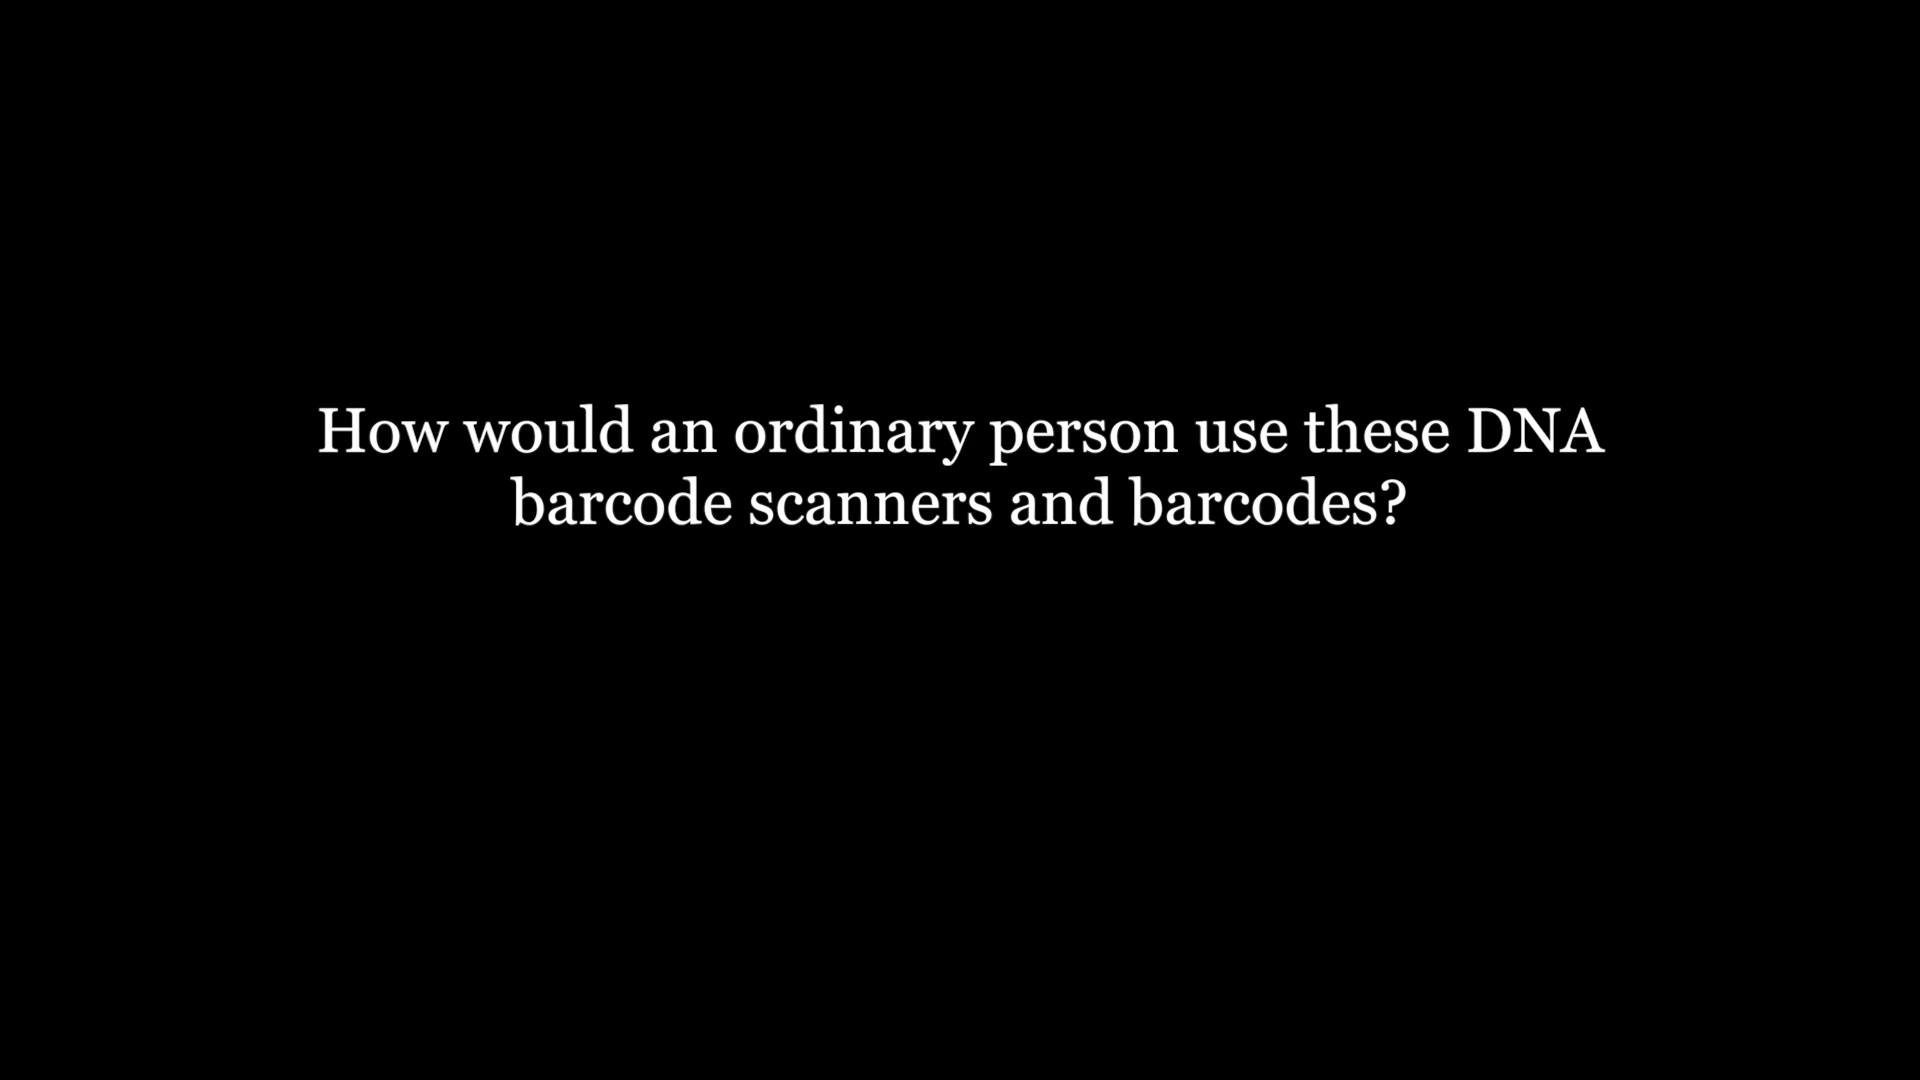 How would an ordinary person use these DNA
barcode scanners and barcodes?